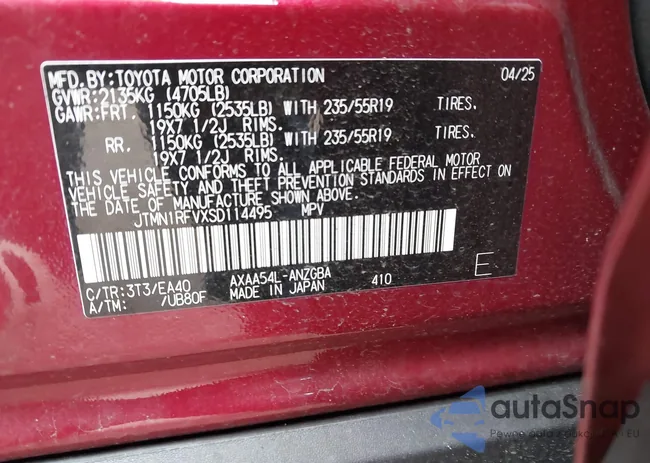 MFD. BY: TOYOTA MOTOR CORPORATION 04/25
GVWR: 2135KG (4705LB)
GAWR: FRT. 1150KG (2535LB) WITH 235/55R19 TIRES.
19X7 1/2J RIMS.
RR. 1150KG (2535LB) WITH 235/55R19 TIRES.
19X7 1/2J RIMS.
THIS VEHICLE CONFORMS TO ALL APPLICABLE FEDERAL MOTOR
VEHICLE SAFETY AND THEFT PREVENTION STANDARDS IN EFFECT ON
THE DATE OF MANUFACTURE SHOWN ABOVE.
JTMN1RFVXSD114495 MPV
C/TR: 3T3/EA40 AXAA54L-ANZGBA 410 E
A/TM: /UB80F MADE IN JAPAN
autoSnap